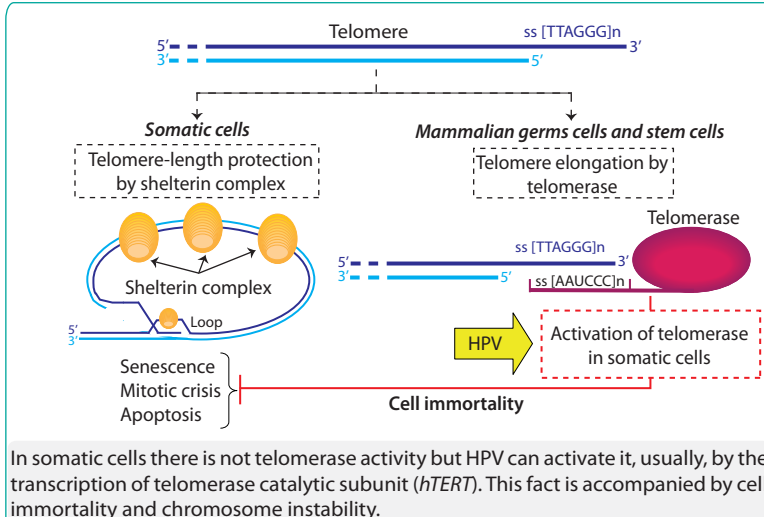 Telomere
ss [TTAGGG]n
5’
3’
3’
5’
Somatic cells
Telomere-length protection
by shelterin complex
Shelterin complex
Loop
5’
3’
Senescence
Mitotic crisis
Apoptosis
Mammalian germs cells and stem cells
Telomere elongation by
telomerase
Telomerase
ss [TTAGGG]n
5’
3’
3’
5’
ss [AAUCCC]n
HPV
Activation of telomerase
in somatic cells
Cell immortality
In somatic cells there is not telomerase activity but HPV can activate it, usually, by the
transcription of telomerase catalytic subunit (hTERT). This fact is accompanied by cell
immortality and chromosome instability.